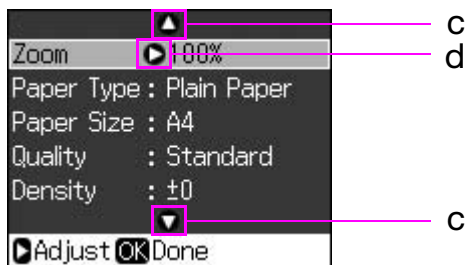 c
Zoom 100%
d
Paper Type : Plain Paper
Paper Size : A4
Quality : Standard
Density : ±0
c
Adjust OK Done